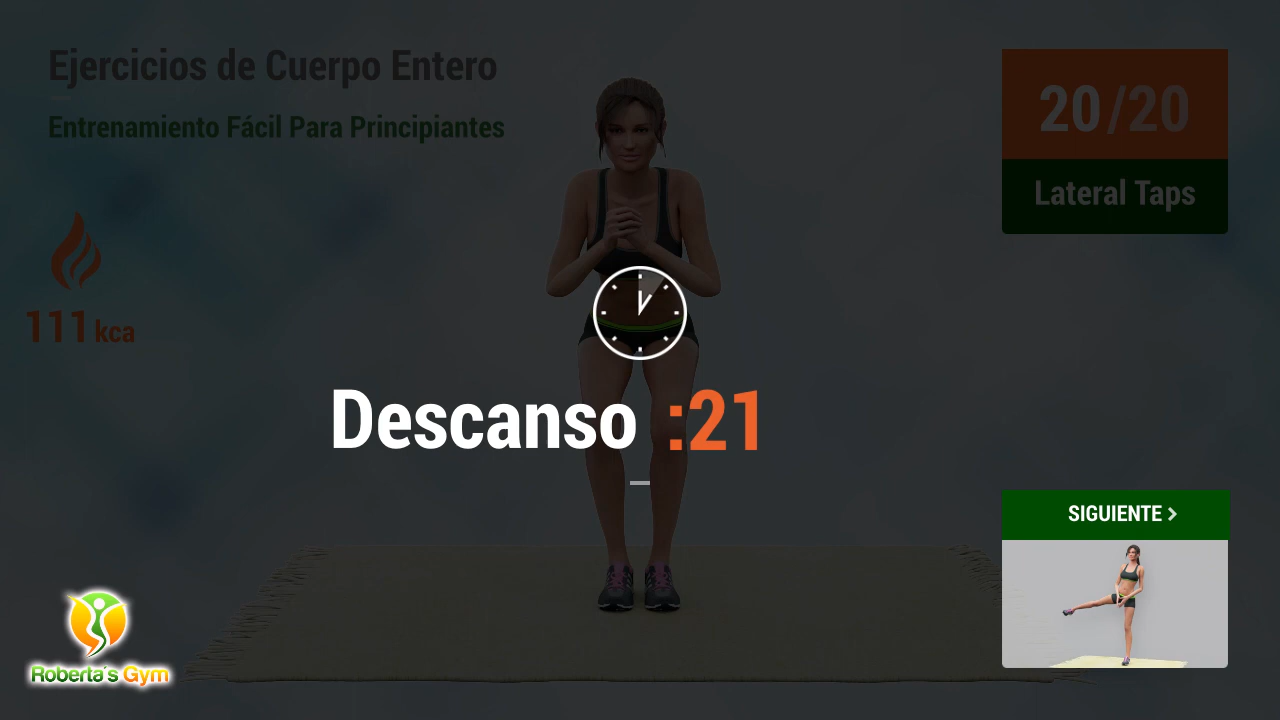 Ejercicios de Cuerpo Entero
Entrenamiento Fácil Para Principiantes
20/20
Lateral Taps
111 kca
Descanso :21
SIGUIENTE >
Roberta´s Gym